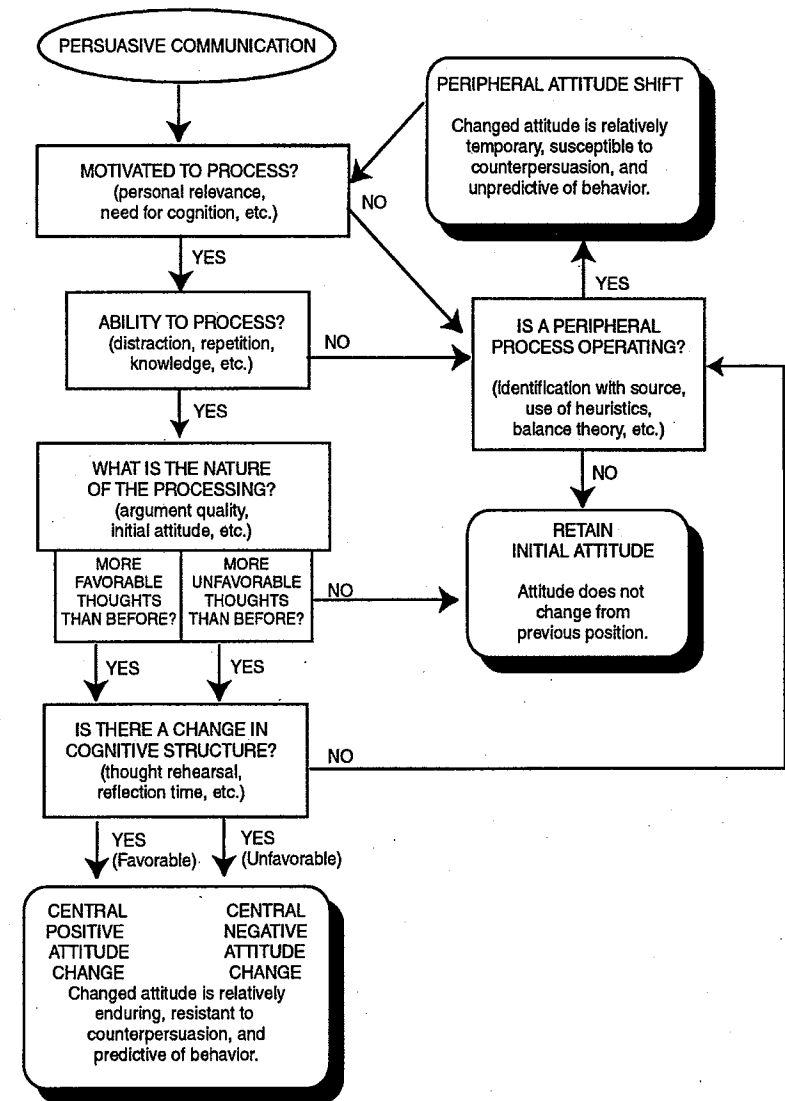 PERSUASIVE COMMUNICATION
PERIPHERAL ATTITUDE SHIFT
Changed attitude is relatively
temporary, susceptible to
counterpersuasion, and
unpredictive of behavior.
MOTIVATED TO PROCESS?
(personal relevance,
need for cognition, etc.)
NO
YES
YES
ABILITY TO PROCESS?
(distraction, repetition,
knowledge, etc.)
NO
IS A PERIPHERAL
PROCESS OPERATING?
(identification with source,
use of heuristics,
balance theory, etc.)
YES
NO
WHAT IS THE NATURE
OF THE PROCESSING?
(argument quality,
initial attitude, etc.)
MORE
FAVORABLE
THOUGHTS
THAN BEFORE?
MORE
UNFAVORABLE
THOUGHTS
THAN BEFORE?
NO
RETAIN
INITIAL ATTITUDE
Attitude does not
change from
previous position.
YES
YES
IS THERE A CHANGE IN
COGNITIVE STRUCTURE?
(thought rehearsal,
reflection time, etc.)
NO
YES
(Favorable)
YES
(Unfavorable)
CENTRAL
POSITIVE
ATTITUDE
CHANGE
CENTRAL
NEGATIVE
ATTITUDE
CHANGE
Changed attitude is relatively
enduring, resistant to
counterpersuasion, and
predictive of behavior.